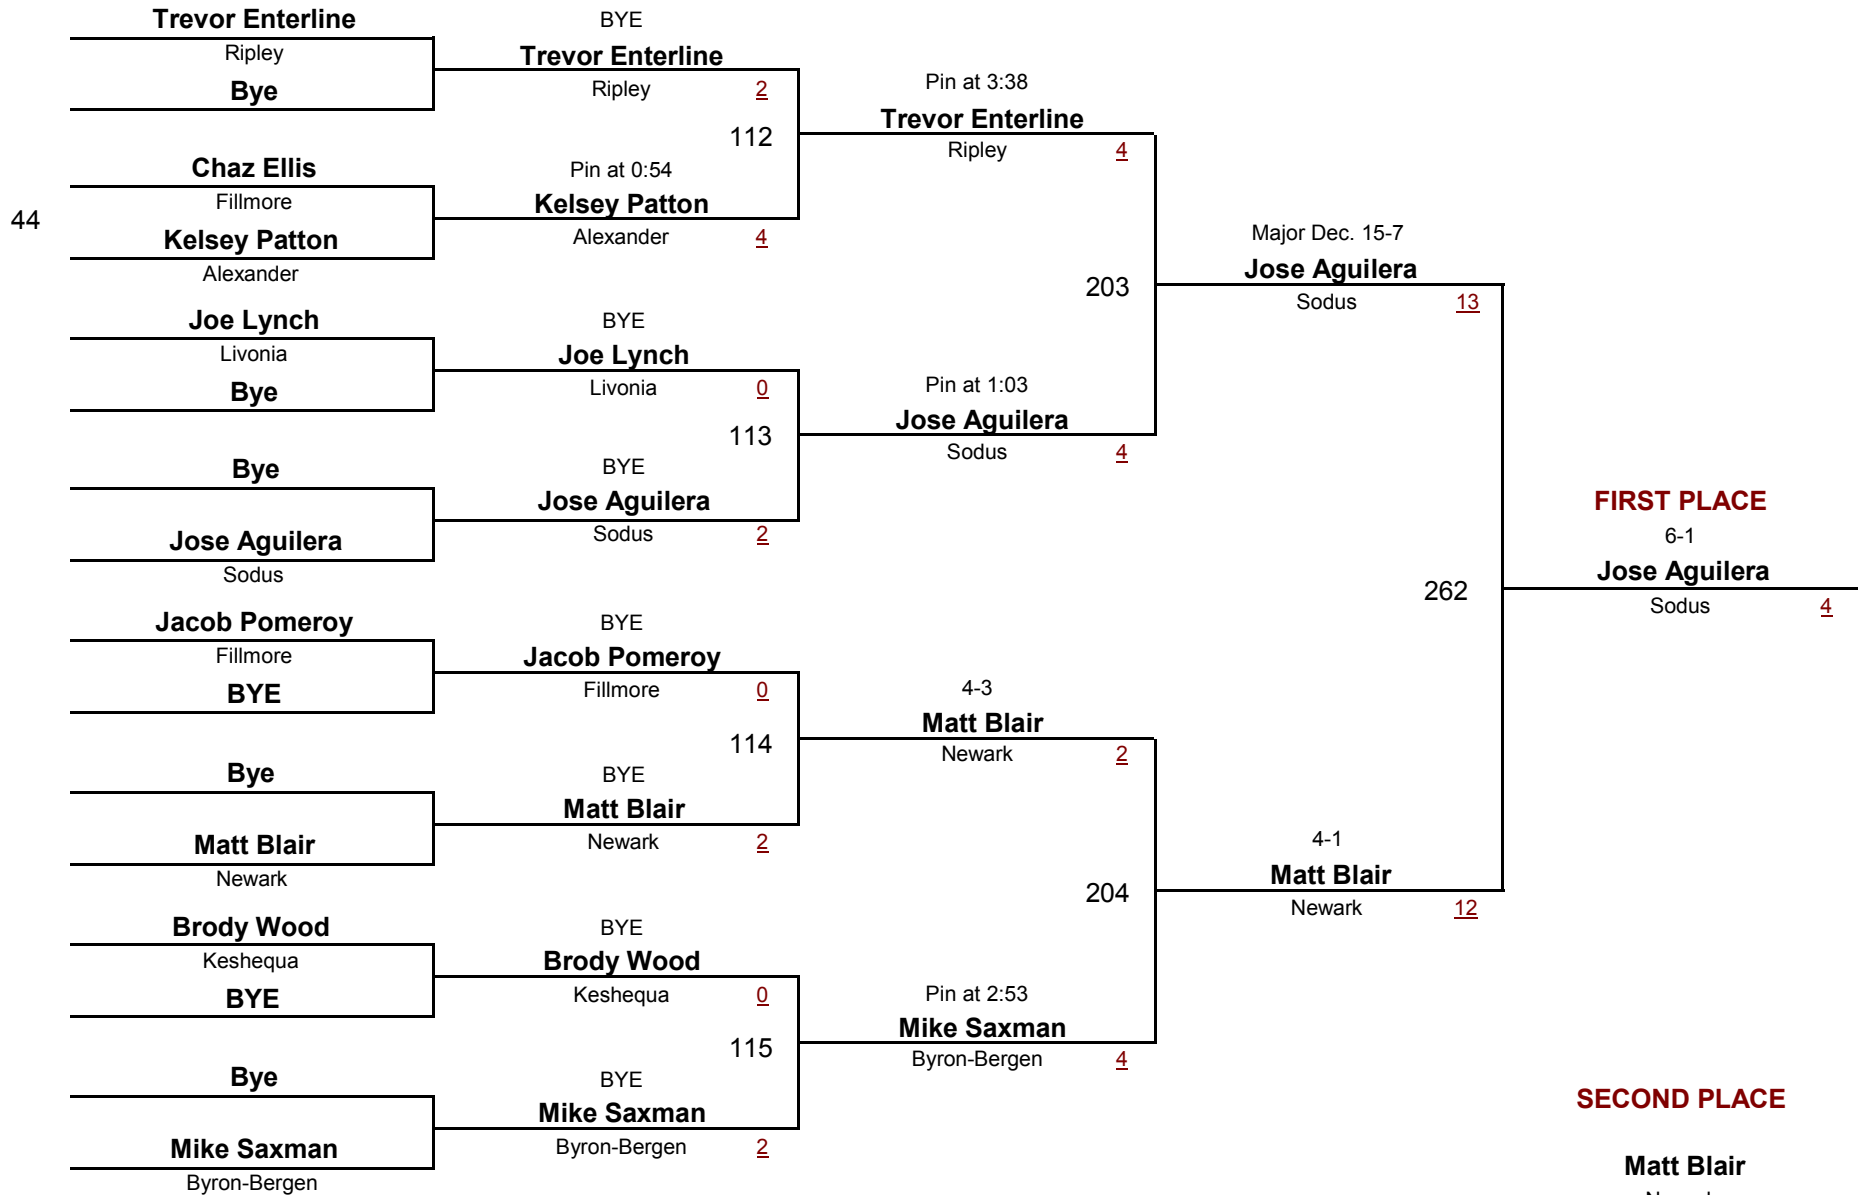 Trevor Enterline
Ripley
Bye
44
Chaz Ellis
Fillmore
Kelsey Patton
Alexander
Joe Lynch
Livonia
Bye
Bye
Jose Aguilera
Sodus
Jacob Pomeroy
Fillmore
BYE
Bye
Matt Blair
Newark
Brody Wood
Keshequa
BYE
Bye
Mike Saxman
Byron-Bergen
BYE
Trevor Enterline
Ripley 2
112
Pin at 0:54
Kelsey Patton
Alexander 4
BYE
Joe Lynch
Livonia 0
113
BYE
Jose Aguilera
Sodus 2
BYE
Jacob Pomeroy
Fillmore 0
114
BYE
Matt Blair
Newark 2
BYE
Brody Wood
Keshequa 0
115
BYE
Mike Saxman
Byron-Bergen 2
Pin at 3:38
Trevor Enterline
Ripley 4
203
Pin at 1:03
Jose Aguilera
Sodus 4
4-3
Matt Blair
Newark 2
204
Pin at 2:53
Mike Saxman
Byron-Bergen 4
Major Dec. 15-7
Jose Aguilera
Sodus 13
262
4-1
Matt Blair
Newark 12
FIRST PLACE
6-1
Jose Aguilera
Sodus 4
SECOND PLACE
Matt Blair